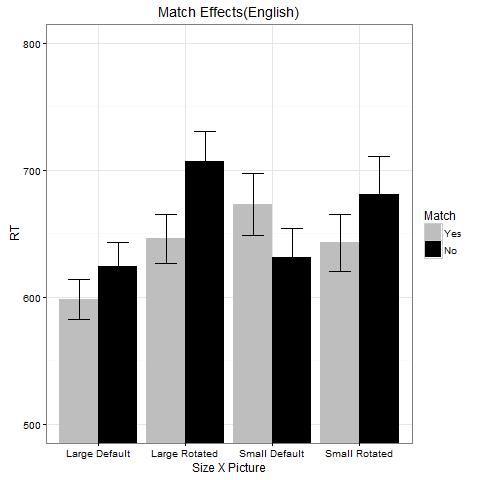 Match Effects(English)
800
700
600
500
RT
Large Default
Large Rotated
Small Default
Small Rotated
Size X Picture
Match
Yes
No